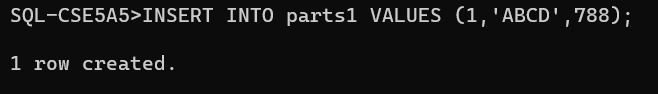 SQL-CSE5A5>INSERT INTO parts1 VALUES (1,'ABCD',788);
1 row created.